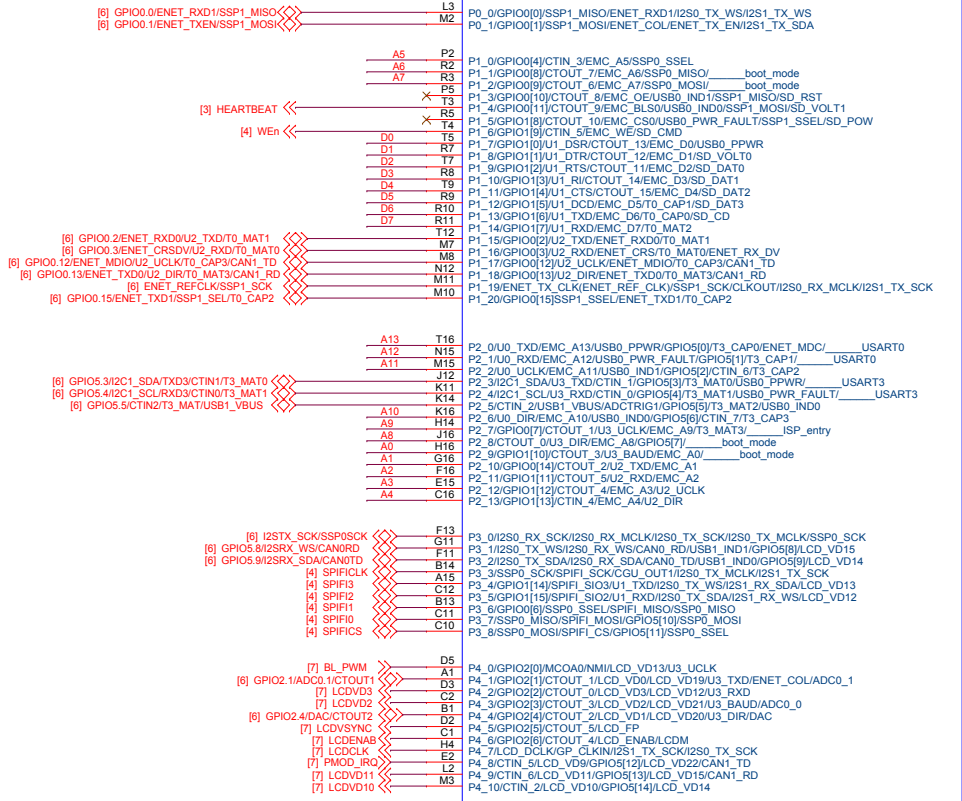 [6] GPIO0.0/ENET_RXD1/SSP1_MISO L3 P0_0/GPIO0[0]/SSP1_MISO/ENET_RXD1/I2S0_TX_WS/I2S1_TX_WS
[6] GPIO0.1/ENET_TXEN/SSP1_MOSI M2 P0_1/GPIO0[1]/SSP1_MOSI/ENET_COL/ENET_TX_EN/I2S1_TX_SDA
A5 P2 P1_0/GPIO0[4]/CTIN_3/EMC_A5/SSP0_SSEL
A6 R2 P1_1/GPIO0[8]/CTOUT_7/EMC_A6/SSP0_MISO/______boot_mode
A7 R3 P1_2/GPIO0[9]/CTOUT_6/EMC_A7/SSP0_MOSI/______boot_mode
P5 P1_3/GPIO0[10]/CTOUT_8/EMC_OE/USB0_IND1/SSP1_MISO/SD_RST
[3] HEARTBEAT T3 P1_4/GPIO0[11]/CTOUT_9/EMC_BLS0/USB0_IND0/SSP1_MOSI/SD_VOLT1
R5 P1_5/GPIO1[8]/CTOUT_10/EMC_CS0/USB0_PWR_FAULT/SSP1_SSEL/SD_POW
[4] WEn T4 P1_6/GPIO1[9]/CTIN_5/EMC_WE/SD_CMD
D0 T5 P1_7/GPIO1[0]/U1_DSR/CTOUT_13/EMC_D0/USB0_PPWR
D1 R7 P1_8/GPIO1[1]/U1_DTR/CTOUT_12/EMC_D1/SD_VOLT0
D2 T7 P1_9/GPIO1[2]/U1_RTS/CTOUT_11/EMC_D2/SD_DAT0
D3 R8 P1_10/GPIO1[3]/U1_RI/CTOUT_14/EMC_D3/SD_DAT1
D4 T9 P1_11/GPIO1[4]/U1_CTS/CTOUT_15/EMC_D4/SD_DAT2
D5 R9 P1_12/GPIO1[5]/U1_DCD/EMC_D5/T0_CAP1/SD_DAT3
D6 R10 P1_13/GPIO1[6]/U1_TXD/EMC_D6/T0_CAP0/SD_CD
D7 R11 P1_14/GPIO1[7]/U1_RXD/EMC_D7/T0_MAT2
[6] GPIO0.2/ENET_RXD0/U2_TXD/T0_MAT1 T12 P1_15/GPIO0[2]/U2_TXD/ENET_RXD0/T0_MAT1
[6] GPIO0.3/ENET_CRSDV/U2_RXD/T0_MAT0 M7 P1_16/GPIO0[3]/U2_RXD/ENET_CRS/T0_MAT0/ENET_RX_DV
[6] GPIO0.12/ENET_MDIO/U2_UCLK/T0_CAP3/CAN1_TD M8 P1_17/GPIO0[12]/U2_UCLK/ENET_MDIO/T0_CAP3/CAN1_TD
[6] GPIO0.13/ENET_TXD0/U2_DIR/T0_MAT3/CAN1_RD N12 P1_18/GPIO0[13]/U2_DIR/ENET_TXD0/T0_MAT3/CAN1_RD
[6] ENET_REFCLK/SSP1_SCK M11 P1_19/ENET_TX_CLK(ENET_REF_CLK)/SSP1_SCK/CLKOUT/I2S0_RX_MCLK/I2S1_TX_SCK
[6] GPIO0.15/ENET_TXD1/SSP1_SEL/T0_CAP2 M10 P1_20/GPIO0[15]SSP1_SSEL/ENET_TXD1/T0_CAP2
A13 T16 P2_0/U0_TXD/EMC_A13/USB0_PPWR/GPIO5[0]/T3_CAP0/ENET_MDC/______USART0
A12 N15 P2_1/U0_RXD/EMC_A12/USB0_PWR_FAULT/GPIO5[1]/T3_CAP1/______USART0
A11 M15 P2_2/U0_UCLK/EMC_A11/USB0_IND1/GPIO5[2]/CTIN_6/T3_CAP2
[6] GPIO5.3/I2C1_SDA/TXD3/CTIN1/T3_MAT0 J12 P2_3/I2C1_SDA/U3_TXD/CTIN_1/GPIO5[3]/T3_MAT0/USB0_PPWR/______USART3
[6] GPIO5.4/I2C1_SCL/RXD3/CTIN0/T3_MAT1 K11 P2_4/I2C1_SCL/U3_RXD/CTIN_0/GPIO5[4]/T3_MAT1/USB0_PWR_FAULT/______USART3
[6] GPIO5.5/CTIN2/T3_MAT/USB1_VBUS K14 P2_5/CTIN_2/USB1_VBUS/ADCTRIG1/GPIO5[5]/T3_MAT2/USB0_IND0
A10 K16 P2_6/U0_DIR/EMC_A10/USB0_IND0/GPIO5[6]/CTIN_7/T3_CAP3
A9 H14 P2_7/GPIO0[7]/CTOUT_1/U3_UCLK/EMC_A9/T3_MAT3/______ISP_entry
A8 J16 P2_8/CTOUT_0/U3_DIR/EMC_A8/GPIO5[7]/______boot_mode
A0 H16 P2_9/GPIO1[10]/CTOUT_3/U3_BAUD/EMC_A0/______boot_mode
A1 G16 P2_10/GPIO0[14]/CTOUT_2/U2_TXD/EMC_A1
A2 F16 P2_11/GPIO1[11]/CTOUT_5/U2_RXD/EMC_A2
A3 E15 P2_12/GPIO1[12]/CTOUT_4/EMC_A3/U2_UCLK
A4 C16 P2_13/GPIO1[13]/CTIN_4/EMC_A4/U2_DIR
[6] I2STX_SCK/SSP0SCK F13 P3_0/I2S0_RX_SCK/I2S0_RX_MCLK/I2S0_TX_SCK/I2S0_TX_MCLK/SSP0_SCK
[6] GPIO5.8/I2SRX_WS/CAN0RD G11 P3_1/I2S0_TX_WS/I2S0_RX_WS/CAN0_RD/USB1_IND1/GPIO5[8]/LCD_VD15
[6] GPIO5.9/I2SRX_SDA/CAN0TD F11 P3_2/I2S0_TX_SDA/I2S0_RX_SDA/CAN0_TD/USB1_IND0/GPIO5[9]/LCD_VD14
[4] SPIFICLK B14 P3_3/SSP0_SCK/SPIFI_SCK/CGU_OUT1/I2S0_TX_MCLK/I2S1_TX_SCK
[4] SPIFI3 A15 P3_4/GPIO1[14]/SPIFI_SIO3/U1_TXD/I2S0_TX_WS/I2S1_RX_SDA/LCD_VD13
[4] SPIFI2 C12 P3_5/GPIO1[15]/SPIFI_SIO2/U1_RXD/I2S0_TX_SDA/I2S1_RX_WS/LCD_VD12
[4] SPIFI1 B13 P3_6/GPIO0[6]/SSP0_SSEL/SPIFI_MISO/SSP0_MISO
[4] SPIFI0 C11 P3_7/SSP0_MISO/SPIFI_MOSI/GPIO5[10]/SSP0_MOSI
[4] SPIFICS C10 P3_8/SSP0_MOSI/SPIFI_CS/GPIO5[11]/SSP0_SSEL
[7] BL_PWM D5 P4_0/GPIO2[0]/MCOA0/NMI/LCD_VD13/U3_UCLK
[6] GPIO2.1/ADC0.1/CTOUT1 A1 P4_1/GPIO2[1]/CTOUT_1/LCD_VD0/LCD_VD19/U3_TXD/ENET_COL/ADC0_1
[7] LCDVD3 D3 P4_2/GPIO2[2]/CTOUT_0/LCD_VD3/LCD_VD12/U3_RXD
[7] LCDVD2 C2 P4_3/GPIO2[3]/CTOUT_3/LCD_VD2/LCD_VD21/U3_BAUD/ADC0_0
[6] GPIO2.4/DAC/CTOUT2 B1 P4_4/GPIO2[4]/CTOUT_2/LCD_VD1/LCD_VD20/U3_DIR/DAC
[7] LCDVSYNC D2 P4_5/GPIO2[5]/CTOUT_5/LCD_FP
[7] LCDENAB C1 P4_6/GPIO2[6]/CTOUT_4/LCD_ENAB/LCDM
[7] LCDCLK H4 P4_7/LCD_DCLK/GP_CLKIN/I2S1_TX_SCK/I2S0_TX_SCK
[7] PMOD_IRQ E2 P4_8/CTIN_5/LCD_VD9/GPIO5[12]/LCD_VD22/CAN1_TD
[7] LCDVD11 L2 P4_9/CTIN_6/LCD_VD11/GPIO5[13]/LCD_VD15/CAN1_RD
[7] LCDVD10 M3 P4_10/CTIN_2/LCD_VD10/GPIO5[14]/LCD_VD14